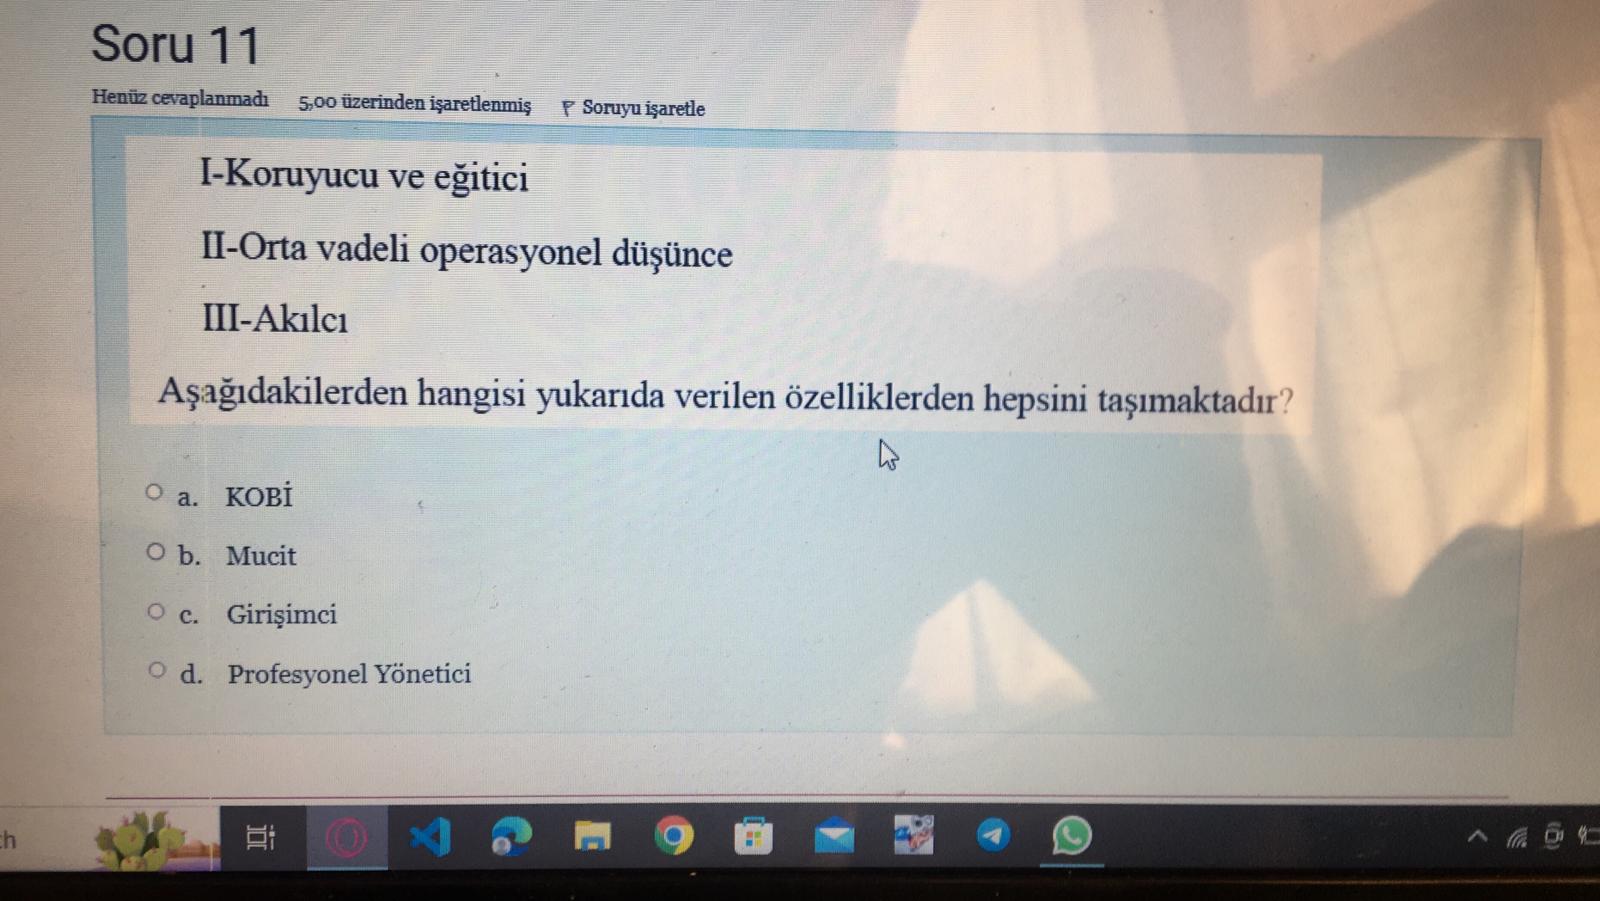 Soru 11
Henüz cevaplanmadı 5,00 üzerinden işaretlenmiş Soruyu işaretle
I-Koruyucu ve eğitici
II-Orta vadeli operasyonel düşünce
III-Akılcı
Aşağıdakilerden hangisi yukarıda verilen özelliklerden hepsini taşımaktadır?
a. KOBİ
b. Mucit
c. Girişimci
d. Profesyonel Yönetici
ch